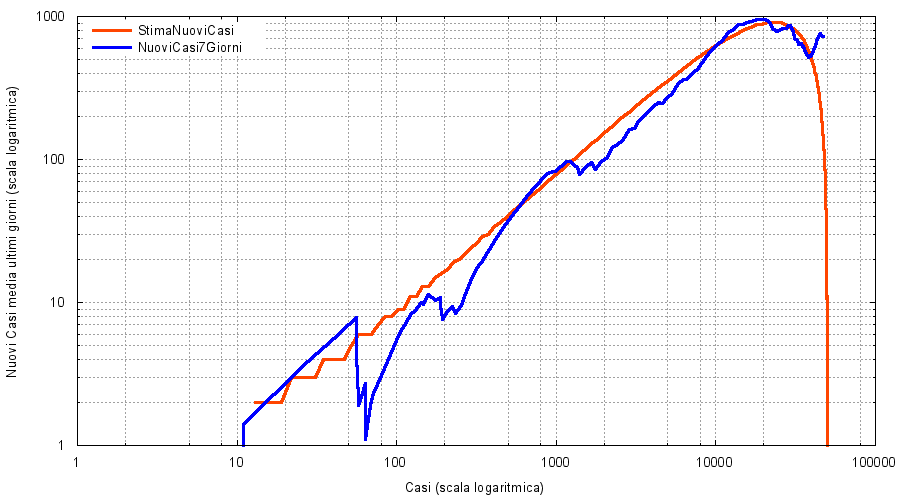 1000
StimaNuoviCasi
NuoviCasi7Giorni
100
10
1
Nuovi Casi media ultimi giorni (scala logaritmica)
1 10 100 1000 10000 100000
Casi (scala logaritmica)